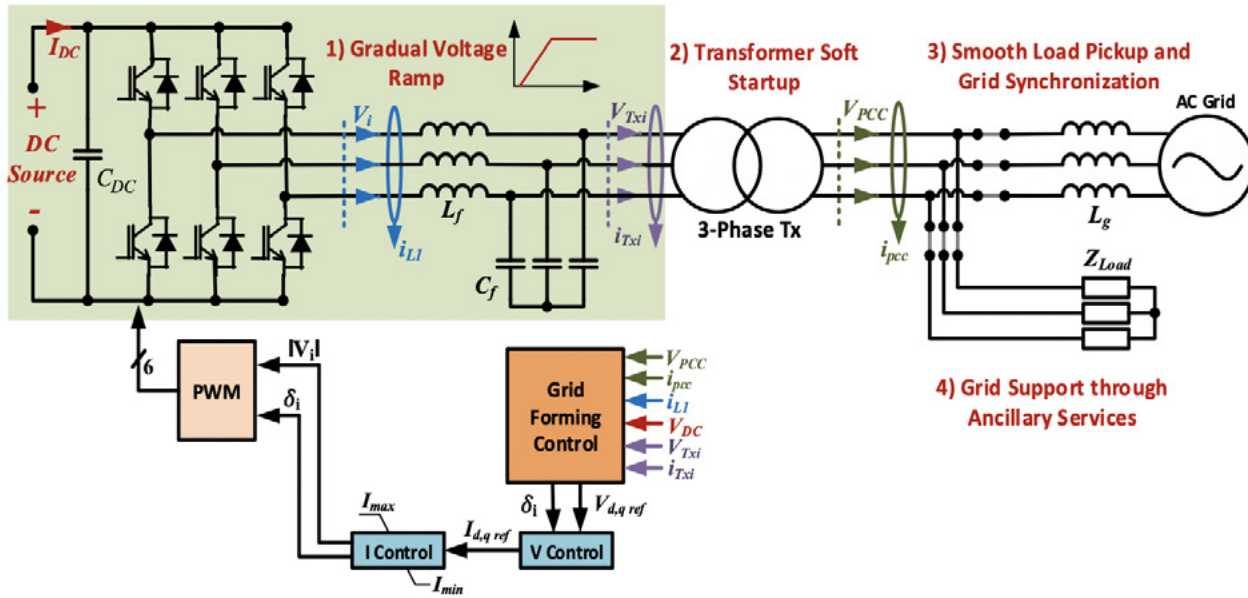 I_DC
+
DC
Source
-
C_DC
1) Gradual Voltage
Ramp
V_i
L_f
i_L1
C_f
V_Txi
i_Txi
2) Transformer Soft
Startup
3-Phase Tx
V_PCC
i_pcc
3) Smooth Load Pickup and
Grid Synchronization
AC Grid
L_g
Z_Load
4) Grid Support through
Ancillary Services
6
PWM
|V_i|
δ_i
Grid
Forming
Control
V_PCC
i_pcc
i_L1
V_DC
V_Txi
i_Txi
δ_i
V_d,q ref
V Control
I_d,q ref
I_max
I Control
I_min